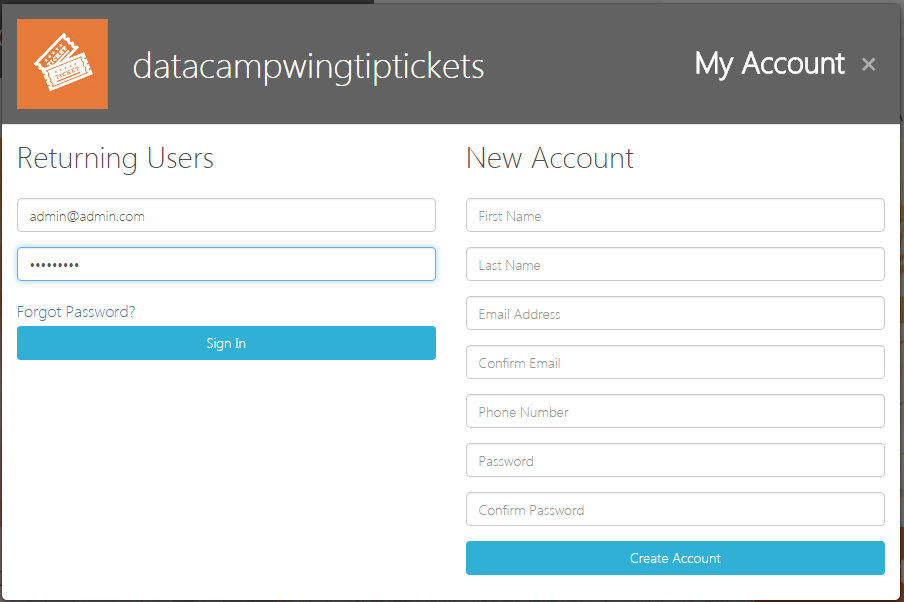 TICKET
datacampwingtiptickets
My Account ×
Returning Users
admin@admin.com
•••••••••
Forgot Password?
Sign In
New Account
First Name
Last Name
Email Address
Confirm Email
Phone Number
Password
Confirm Password
Create Account